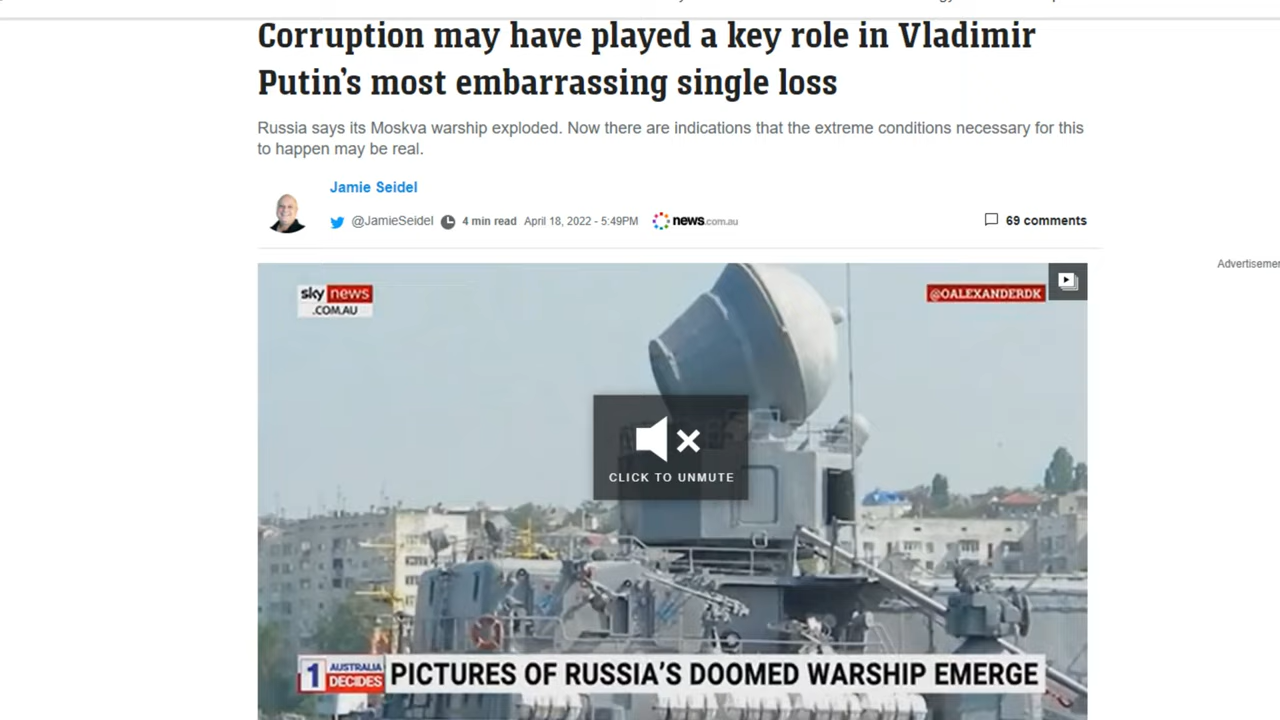 Corruption may have played a key role in Vladimir
Putin’s most embarrassing single loss
Russia says its Moskva warship exploded. Now there are indications that the extreme conditions necessary for this
to happen may be real.
Jamie Seidel
@JamieSeidel 4 min read April 18, 2022 - 5:49PM news.com.au 69 comments
Advertisemen
sky news
.COM.AU
@OALEXANDERDK
CLICK TO UNMUTE
1 AUSTRALIA
DECIDES
PICTURES OF RUSSIA'S DOOMED WARSHIP EMERGE